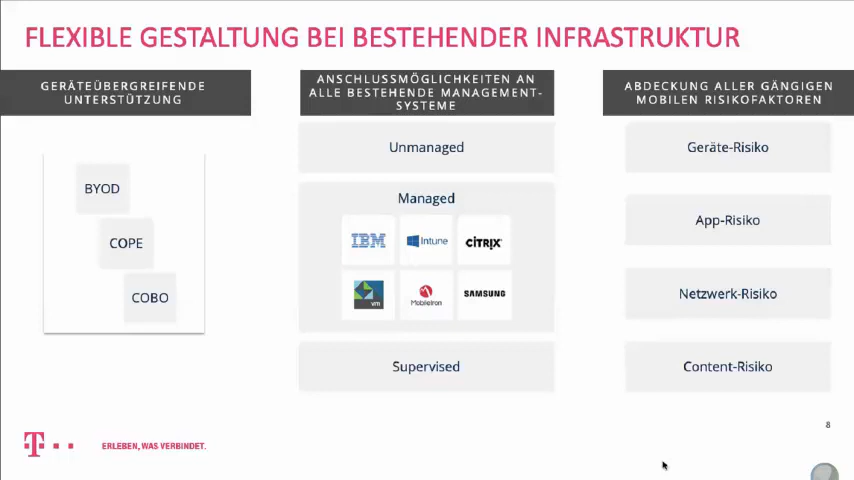 FLEXIBLE GESTALTUNG BEI BESTEHENDER INFRASTRUKTUR
GERÄTEÜBERGREIFENDE
UNTERSTÜTZUNG
BYOD
COPE
COBO
ANSCHLUSSMÖGLICHKEITEN AN
ALLE BESTEHENDE MANAGEMENT-
SYSTEME
Unmanaged
Managed
IBM
Intune
CİTRIX
vm
MobileIron
SAMSUNG
Supervised
ABDECKUNG ALLER GÄNGIGEN
MOBILEN RISIKOFAKTOREN
Geräte-Risiko
App-Risiko
Netzwerk-Risiko
Content-Risiko
8
T
ERLEBEN, WAS VERBINDET.